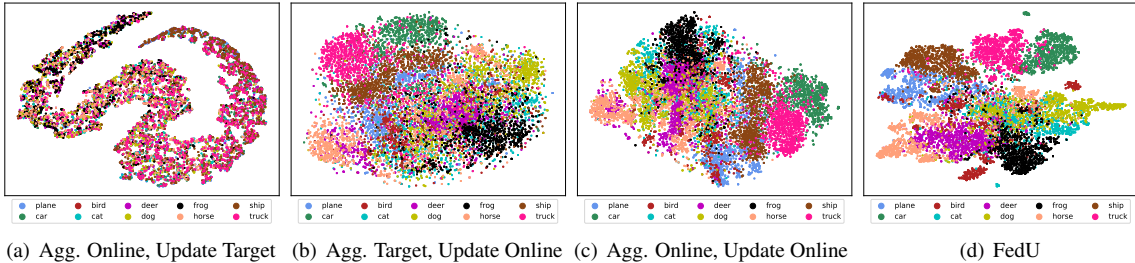 plane bird deer frog ship
car cat dog horse truck
plane bird deer frog ship
car cat dog horse truck
plane bird deer frog ship
car cat dog horse truck
plane bird deer frog ship
car cat dog horse truck
(a) Agg. Online, Update Target
(b) Agg. Target, Update Online
(c) Agg. Online, Update Online
(d) FedU